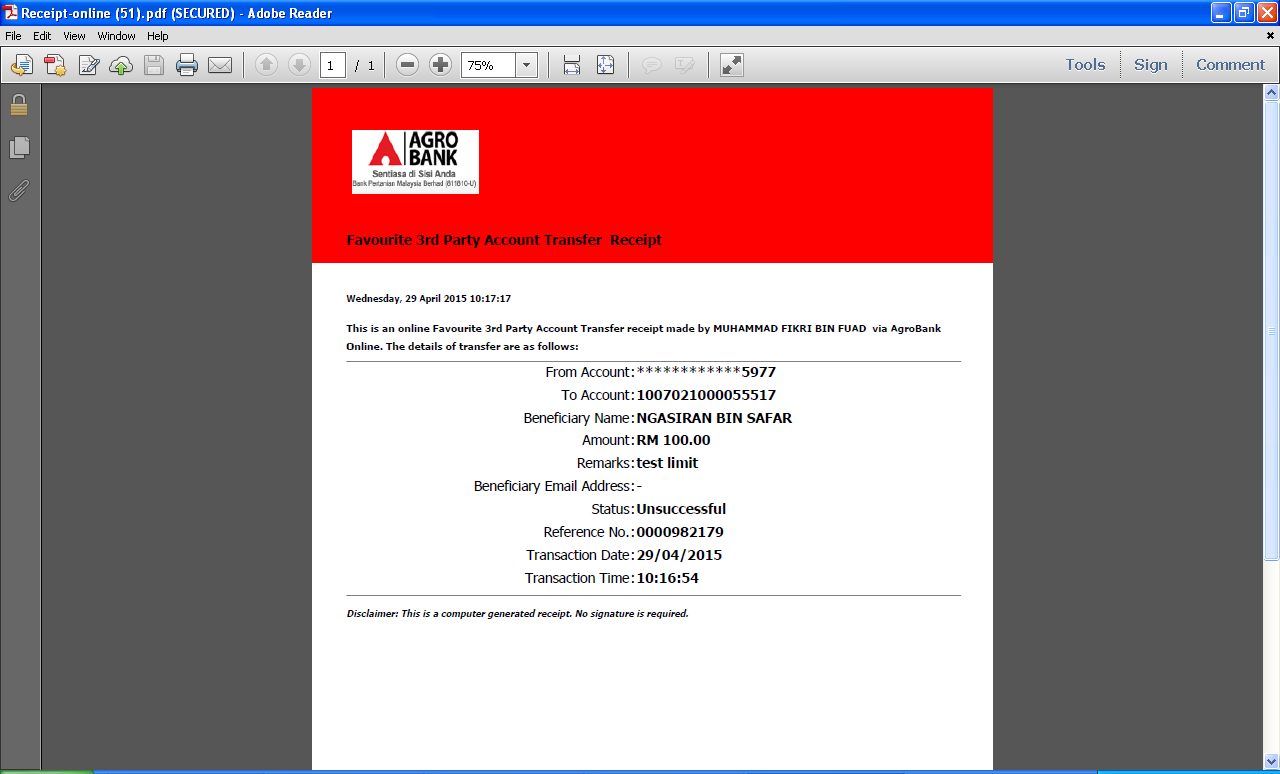 Receipt-online (51).pdf (SECURED) - Adobe Reader
File Edit View Window Help
1 / 1 75% Tools Sign Comment
AGRO
BANK
Sentiasa di Sisi Anda
Bank Pertanian Malaysia Berhad (811810-U)
Favourite 3rd Party Account Transfer  Receipt
Wednesday, 29 April 2015 10:17:17
This is an online Favourite 3rd Party Account Transfer receipt made by MUHAMMAD FIKRI BIN FUAD  via AgroBank
Online. The details of transfer are as follows:
From Account:************5977
To Account:1007021000055517
Beneficiary Name:NGASIRAN BIN SAFAR
Amount:RM 100.00
Remarks:test limit
Beneficiary Email Address:-
Status:Unsuccessful
Reference No.:0000982179
Transaction Date:29/04/2015
Transaction Time:10:16:54
Disclaimer: This is a computer generated receipt. No signature is required.